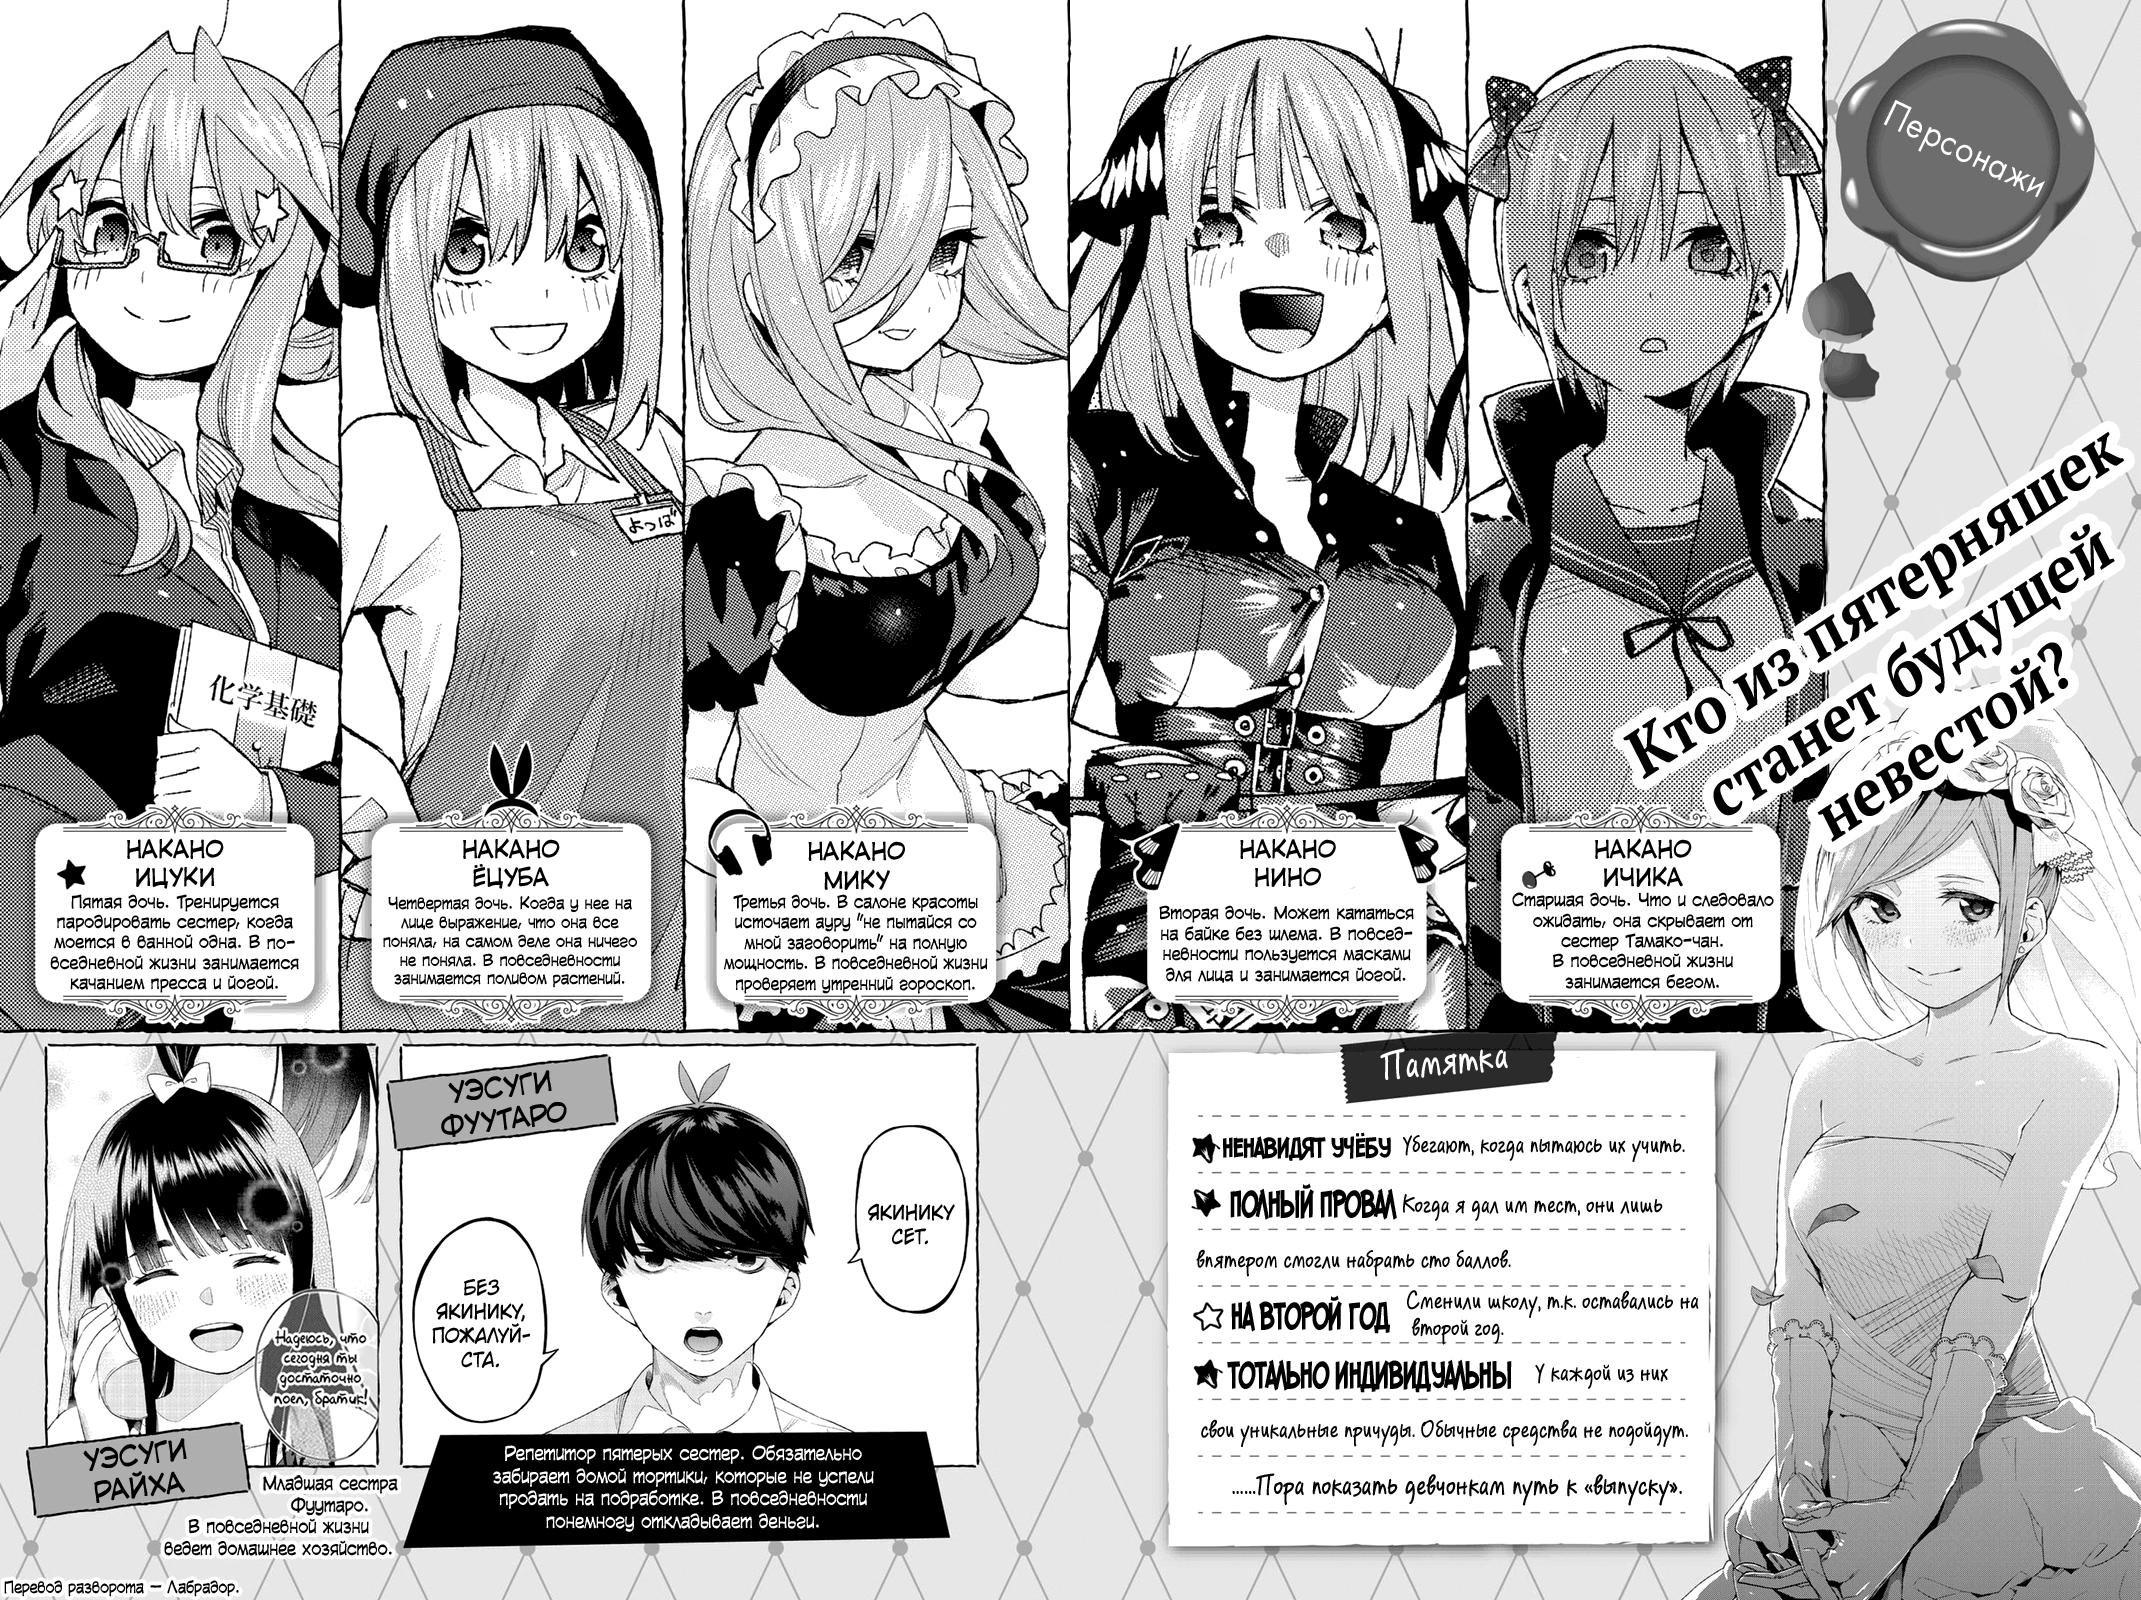 Персонажи
Кто из пятерняшек
станет будущей
невестой?
よつば
化学基礎
НАКАНО
ИЦУКИ
Пятая дочь. Тренируется
пародировать сестер, когда
моется в ванной одна. В по-
вседневной жизни занимается
качанием пресса и йогой.
НАКАНО
ЁЦУБА
Четвертая дочь. Когда у нее на
лице выражение, что она все
поняла, на самом деле она ничего
не поняла. В повседневности
занимается поливом растений.
НАКАНО
МИКУ
Третья дочь. В салоне красоты
источает ауру "не пытайся со
мной заговорить" на полную
мощность. В повседневной жизни
проверяет утренний гороскоп.
НАКАНО
НИНО
Вторая дочь. Может кататься
на байке без шлема. В повсед-
невности пользуется масками
для лица и занимается йогой.
НАКАНО
ИЧИКА
Старшая дочь. Что и следовало
ожидать, она скрывает от
сестер Тамако-чан.
В повседневной жизни
занимается бегом.
Надеюсь, что
сегодня ты
достаточно
поел, братик!
УЭСУГИ
РАЙХА
Младшая сестра
Фуутаро.
В повседневной жизни
ведет домашнее хозяйство.
УЭСУГИ
ФУУТАРО
ЯКИНИКУ
СЕТ.
БЕЗ
ЯКИНИКУ,
ПОЖАЛУЙ-
СТА.
Репетитор пятерых сестер. Обязательно
забирает домой тортики, которые не успели
продать на подработке. В повседневности
понемногу откладывает деньги.
Памятка
НЕНАВИДЯТ УЧЁБУ Убегают, когда пытаюсь их учить.
ПОЛНЫЙ ПРОВАЛ Когда я дал им тест, они лишь
впятером смогли набрать сто баллов.
НА ВТОРОЙ ГОД Сменили школу, т.к. оставались на
второй год.
ТОТАЛЬНО ИНДИВИДУАЛЬНЫ У каждой из них
свои уникальные причуды. Обычные средства не подойдут.
......Пора показать девчонкам путь к «выпуску».
Перевод разворота — Лабрадор.